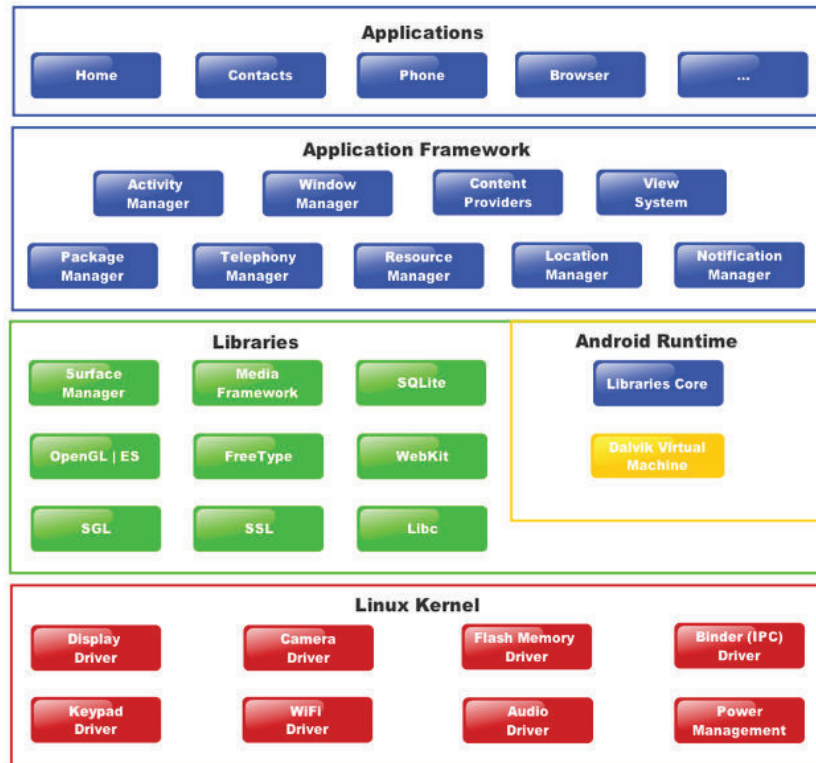 Applications
Home
Contacts
Phone
Browser
...
Application Framework
Activity
Manager
Window
Manager
Content
Providers
View
System
Package
Manager
Telephony
Manager
Resource
Manager
Location
Manager
Notification
Manager
Libraries
Surface
Manager
Media
Framework
SQLite
OpenGL | ES
FreeType
WebKit
SGL
SSL
Libc
Android Runtime
Libraries Core
Dalvik Virtual
Machine
Linux Kernel
Display
Driver
Camera
Driver
Flash Memory
Driver
Binder (IPC)
Driver
Keypad
Driver
WiFi
Driver
Audio
Driver
Power
Management